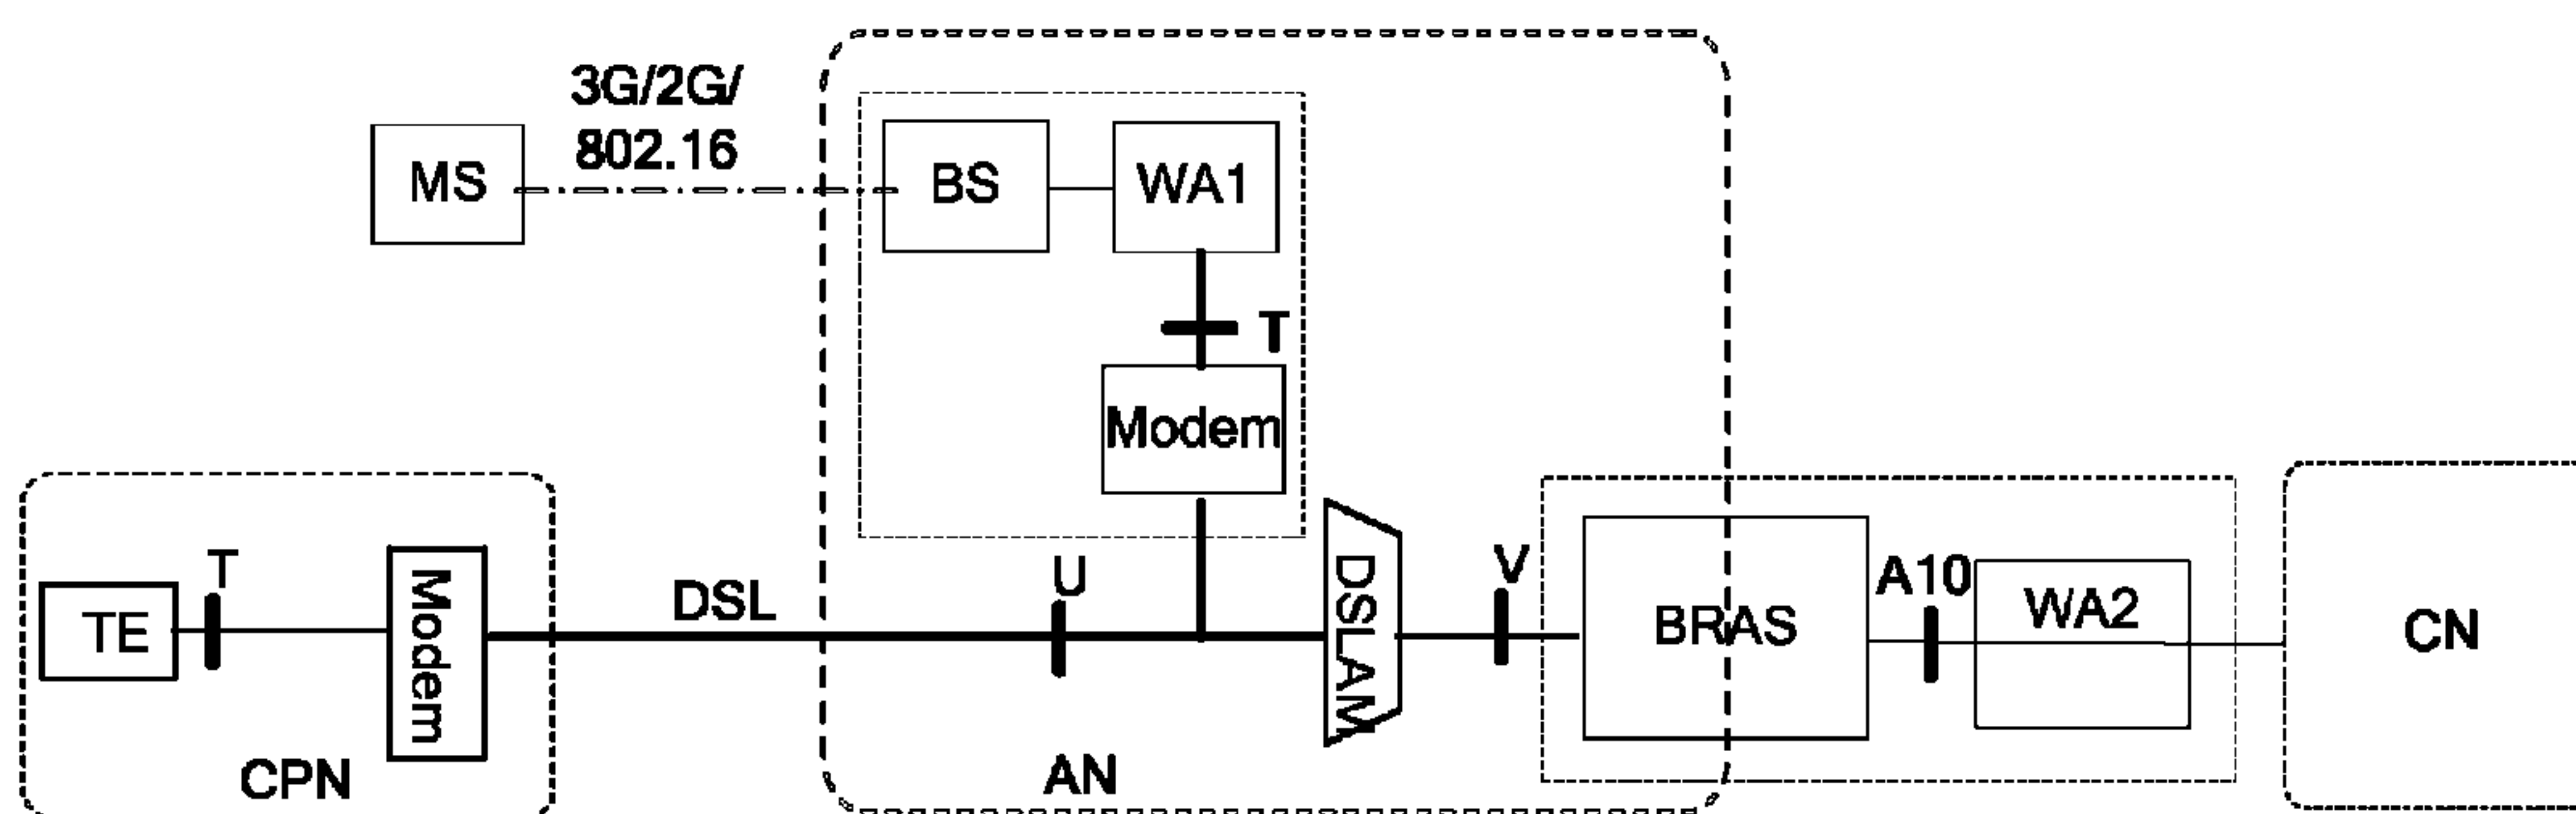 3G/2G/
802.16
MS
BS
WA1
T
Modem
TE
T
Modem
CPN
DSL
U
DSLAM
AN
V
BRAS
A10
WA2
CN